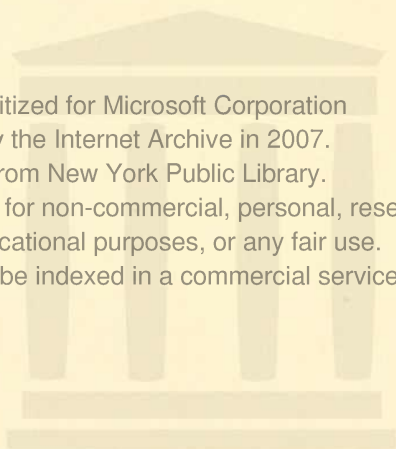 itized for Microsoft Corporation
y the Internet Archive in 2007.
rom New York Public Library.
for non-commercial, personal, rese
cational purposes, or any fair use.
be indexed in a commercial service